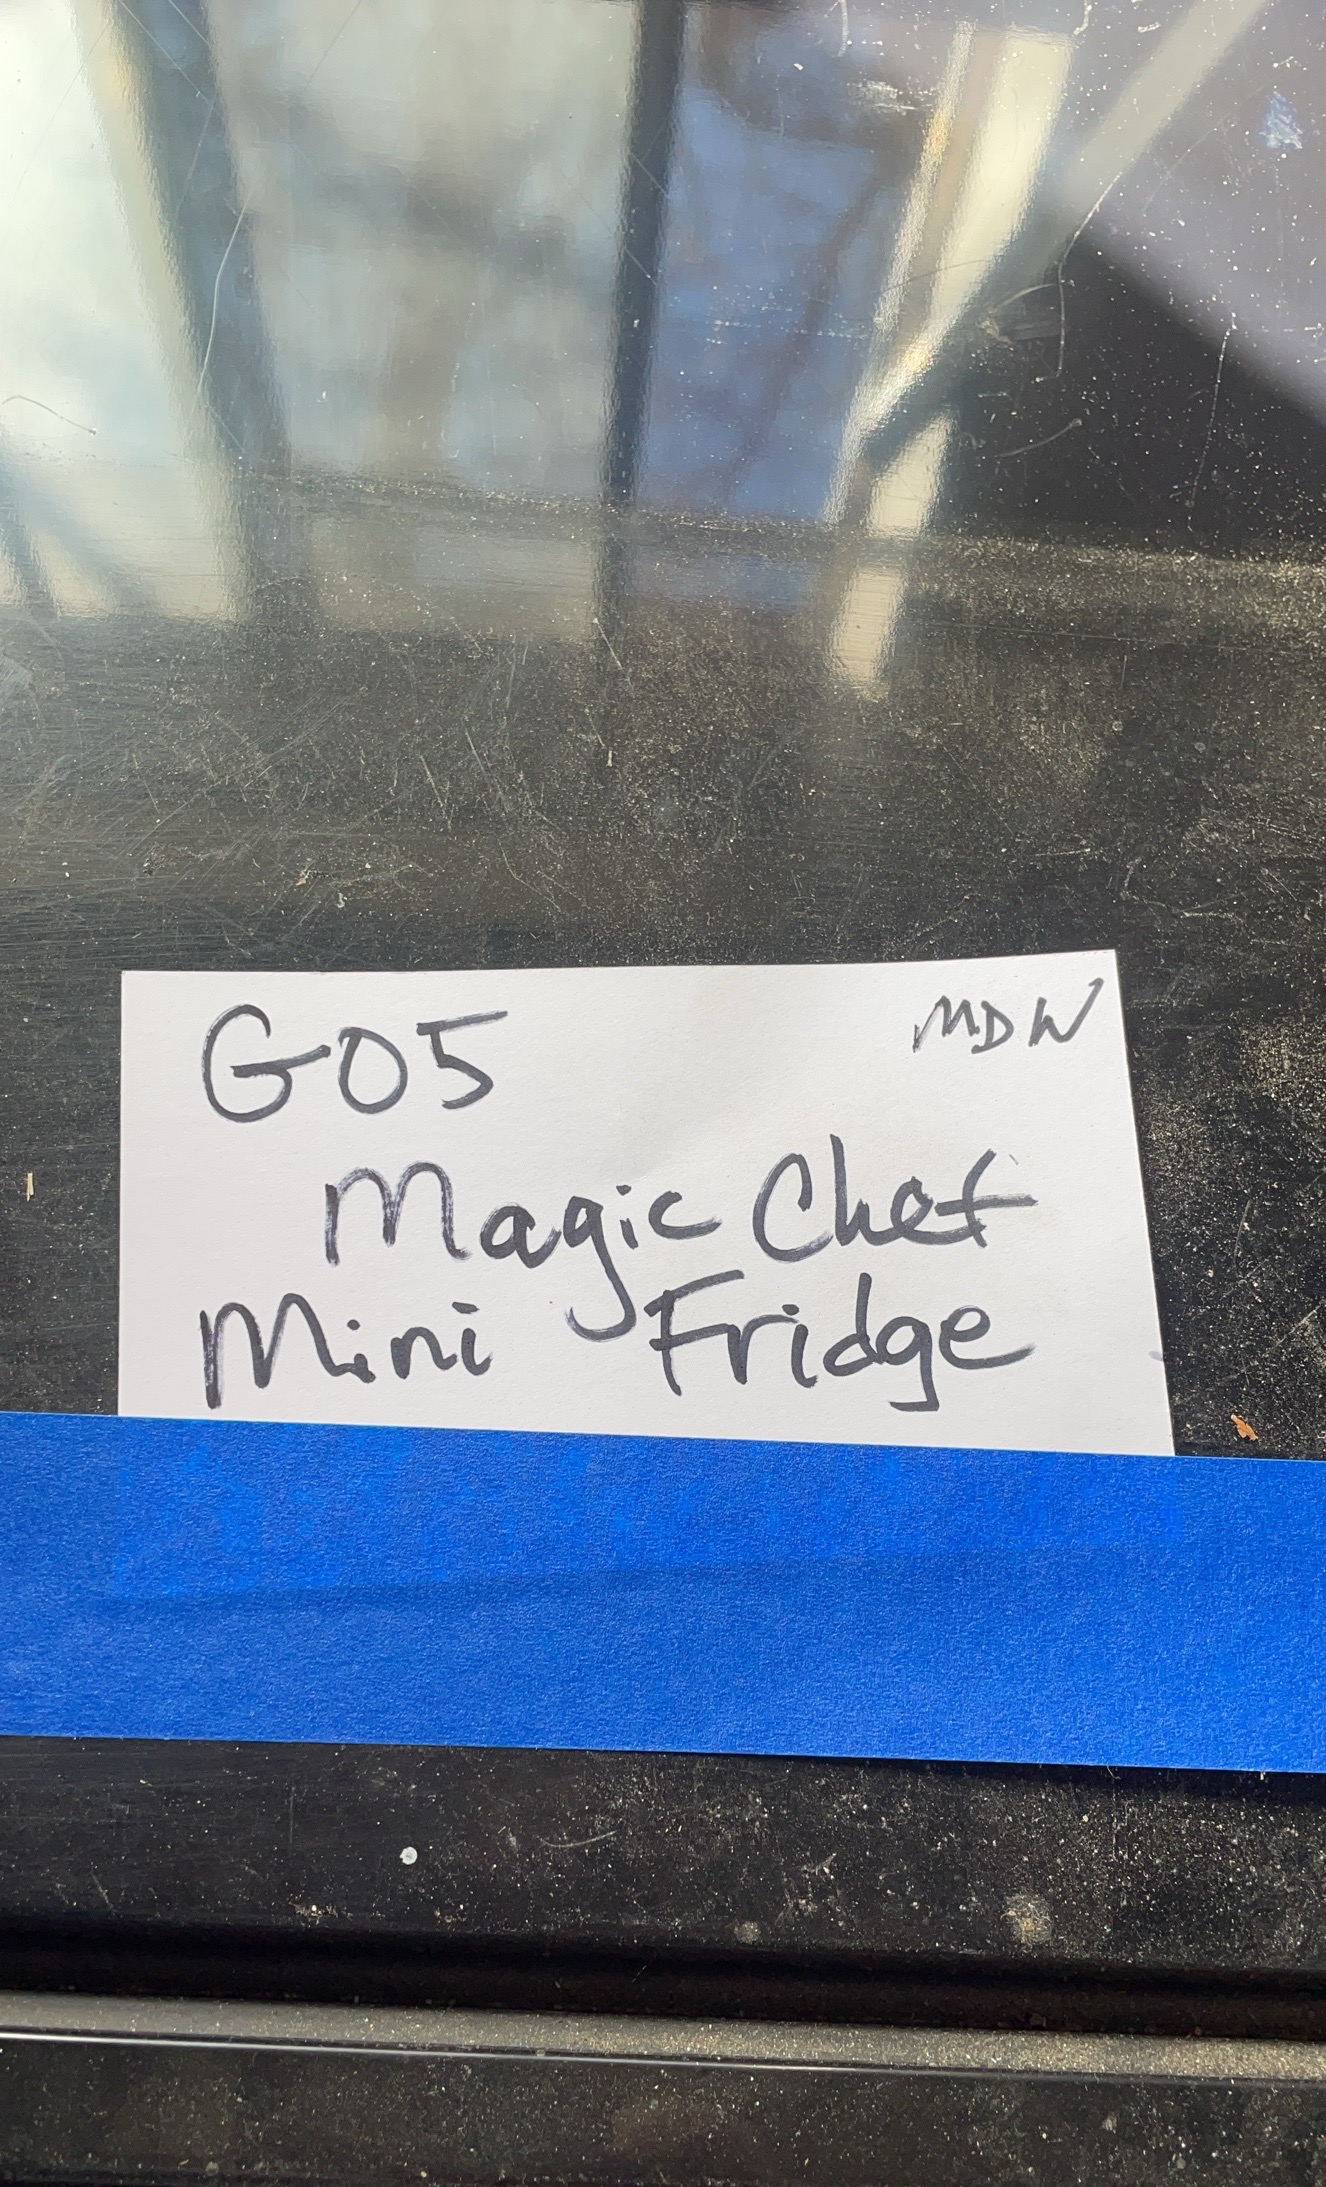 G05 MDW
Magic Chef
Mini Fridge